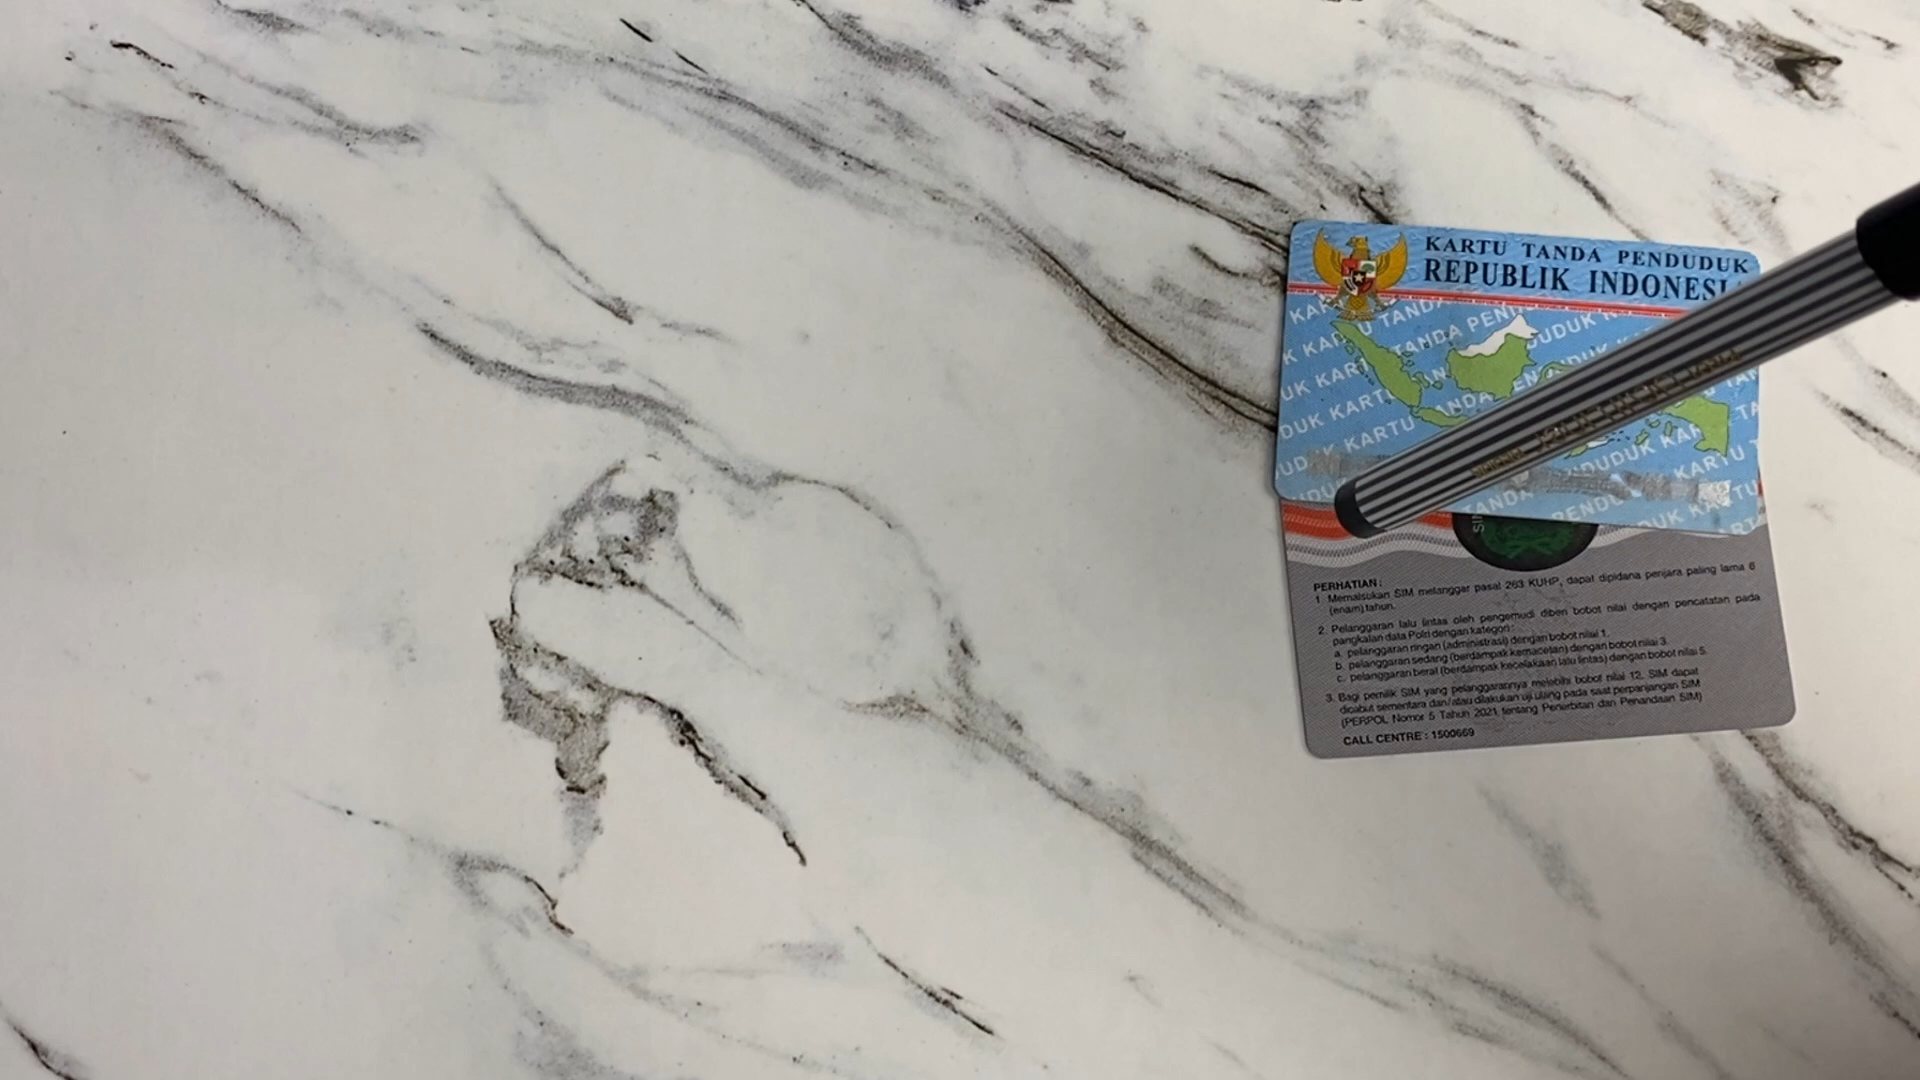 KARTU TANDA PENDUDUK
REPUBLIK INDONESI
PERHATIAN :
1. Memalsukan SIM melanggar pasal 263 KUHP, dapat dipidana penjara paling lama 6
(enam) tahun.
2. Pelanggaran lalu lintas oleh pengemudi diberi bobot nilai dengan pencatatan pada
pangkalan data Polri dengan kategori :
a. pelanggaran ringan (administrasi) dengan bobot nilai 1.
b. pelanggaran sedang (berdampak kemacetan) dengan bobot nilai 3.
c. pelanggaran berat (berdampak kecelakaan lalu lintas) dengan bobot nilai 5.
3. Bagi pemilik SIM yang pelanggarannya melebihi bobot nilai 12, SIM dapat
dicabut sementara dan/atau dilakukan uji ulang pada saat perpanjangan SIM
(PERPOL Nomor 5 Tahun 2021 tentang Penerbitan dan Penandaan SIM)
CALL CENTRE : 1500669